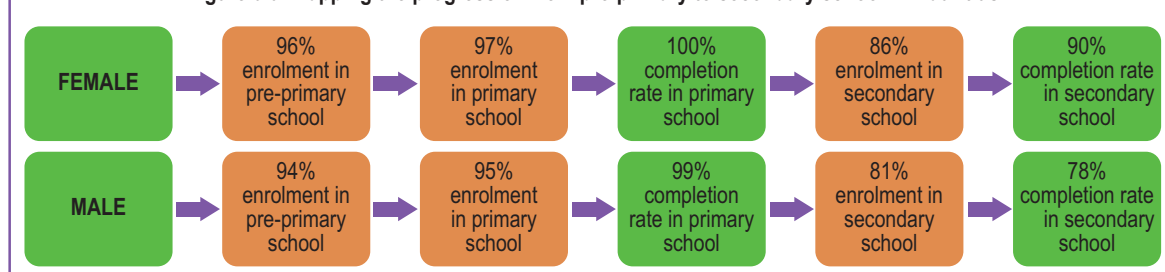 FEMALE
96%
enrolment in
pre-primary
school
97%
enrolment
in primary
school
100%
completion
rate in primary
school
86%
enrolment in
secondary
school
90%
completion rate
in secondary
school
MALE
94%
enrolment in
pre-primary
school
95%
enrolment
in primary
school
99%
completion
rate in primary
school
81%
enrolment in
secondary
school
78%
completion rate
in secondary
school